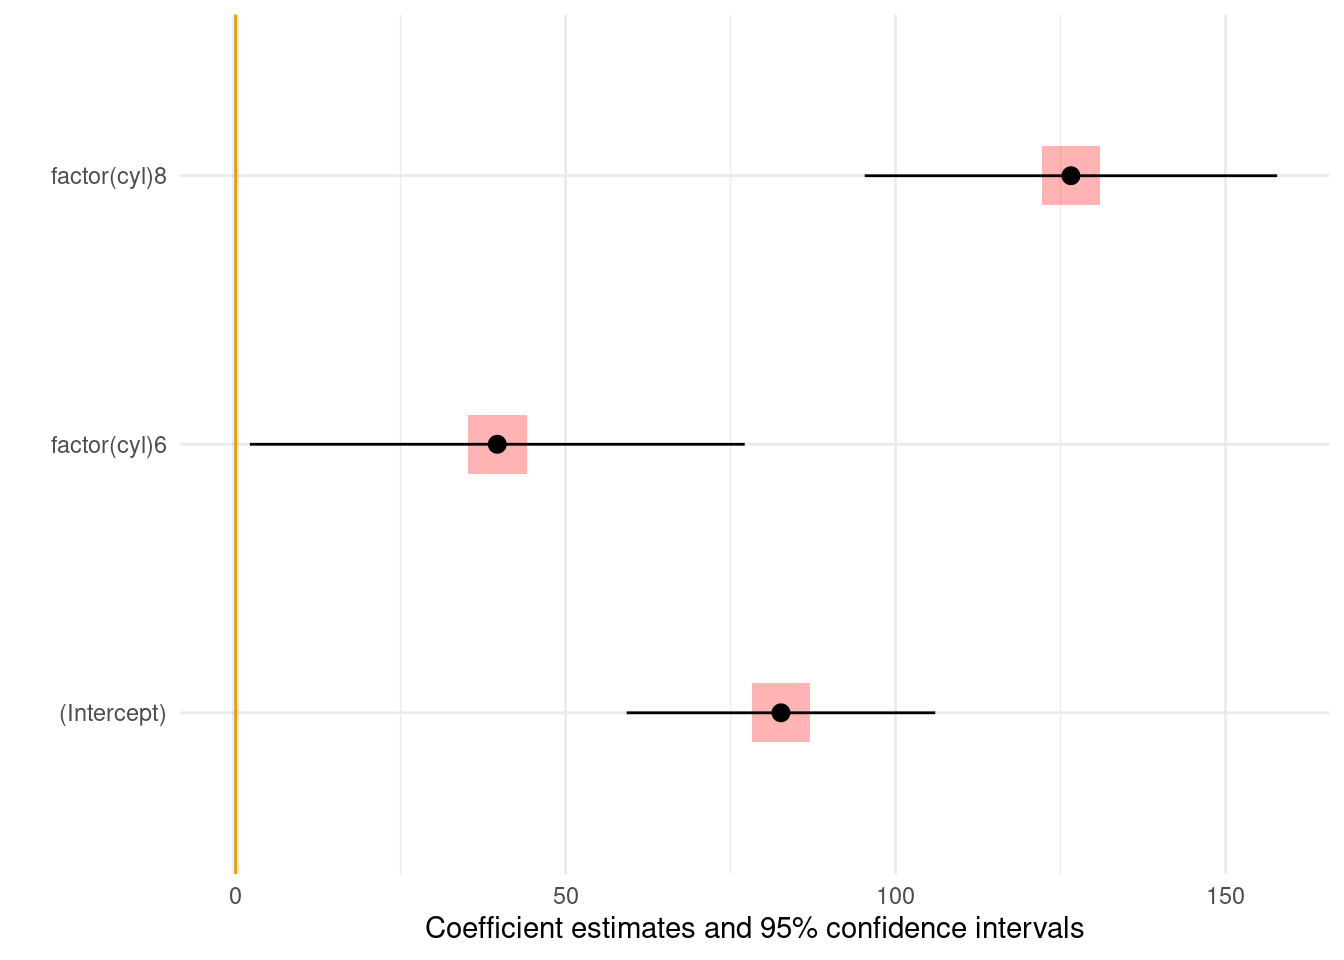 factor(cyl)8
factor(cyl)6
(Intercept)
0 50 100 150
Coefficient estimates and 95% confidence intervals